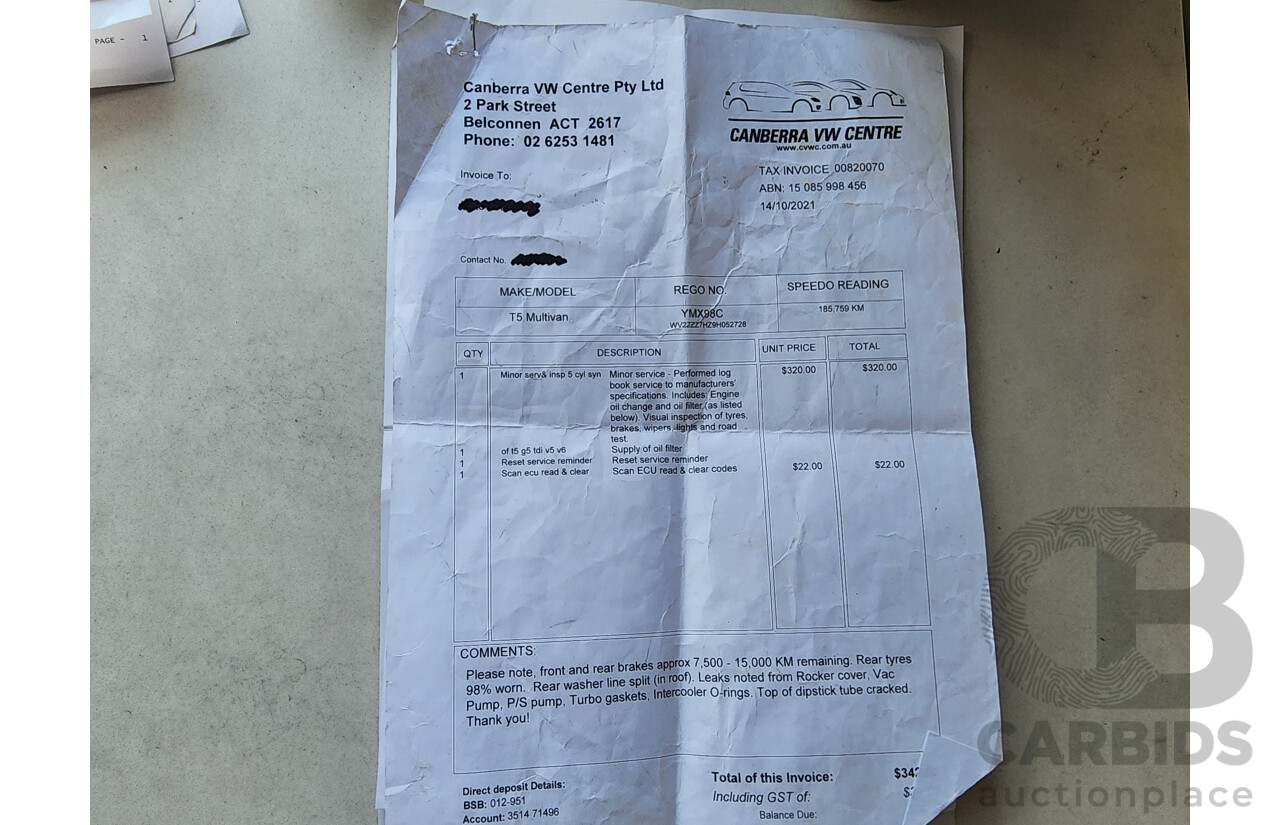 PAGE - 1
Canberra VW Centre Pty Ltd
2 Park Street
Belconnen ACT 2617
Phone: 02 6253 1481
CANBERRA VW CENTRE
www.cvwc.com.au
TAX INVOICE 00820070
ABN: 15 085 998 456
14/10/2021
Invoice To:
Contact No.
MAKE/MODEL REGO NO. SPEEDO READING
T5 Multivan YMX98C 185,759 KM
WV2ZZZ7HZ9H052728
QTY DESCRIPTION UNIT PRICE TOTAL
1 Minor serv& insp 5 cyl syn Minor service - Performed log $320.00 $320.00
book service to manufacturers'
specifications. Includes: Engine
oil change and oil filter (as listed
below). Visual inspection of tyres,
brakes, wipers, lights and road
test.
1 of t5 g5 tdi v5 v6 Supply of oil filter
1 Reset service reminder Reset service reminder
1 Scan ecu read & clear Scan ECU read & clear codes $22.00 $22.00
COMMENTS:
Please note, front and rear brakes approx 7,500 - 15,000 KM remaining. Rear tyres
98% worn. Rear washer line split (in roof). Leaks noted from Rocker cover, Vac
Pump, P/S pump, Turbo gaskets, Intercooler O-rings. Top of dipstick tube cracked.
Thank you!
Direct deposit Details:
BSB: 012-951
Account: 3514 71496
Total of this Invoice: $342
Including GST of: $
Balance Due:
CB
CARBIDS
auctionplace